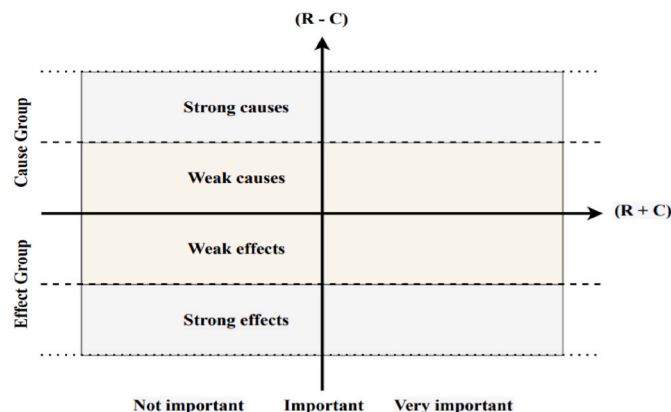 (R - C)
Cause Group
Strong causes
Weak causes
(R + C)
Effect Group
Weak effects
Strong effects
Not important Important Very important